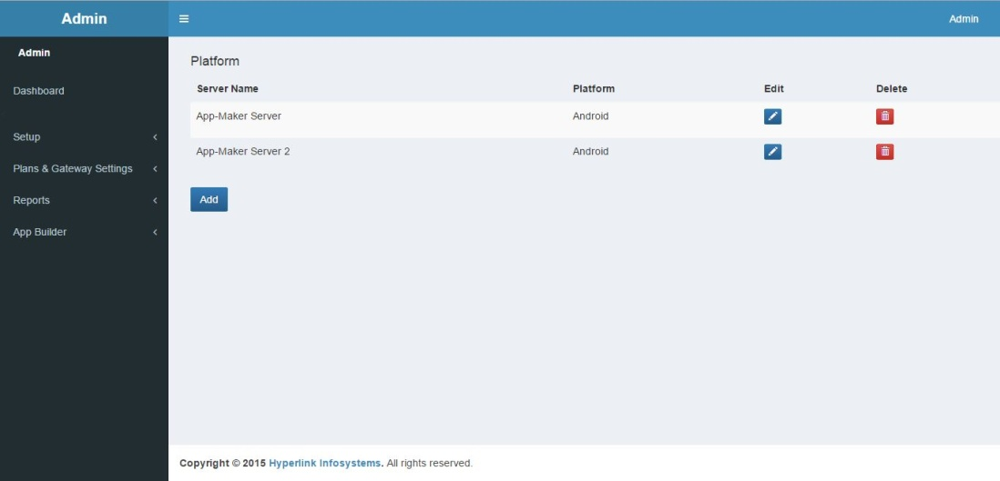 Admin
Admin
Admin
Dashboard
Setup
Plans & Gateway Settings
Reports
App Builder
Platform
Server Name Platform Edit Delete
App-Maker Server Android
App-Maker Server 2 Android
Add
Copyright © 2015 Hyperlink Infosystems. All rights reserved.